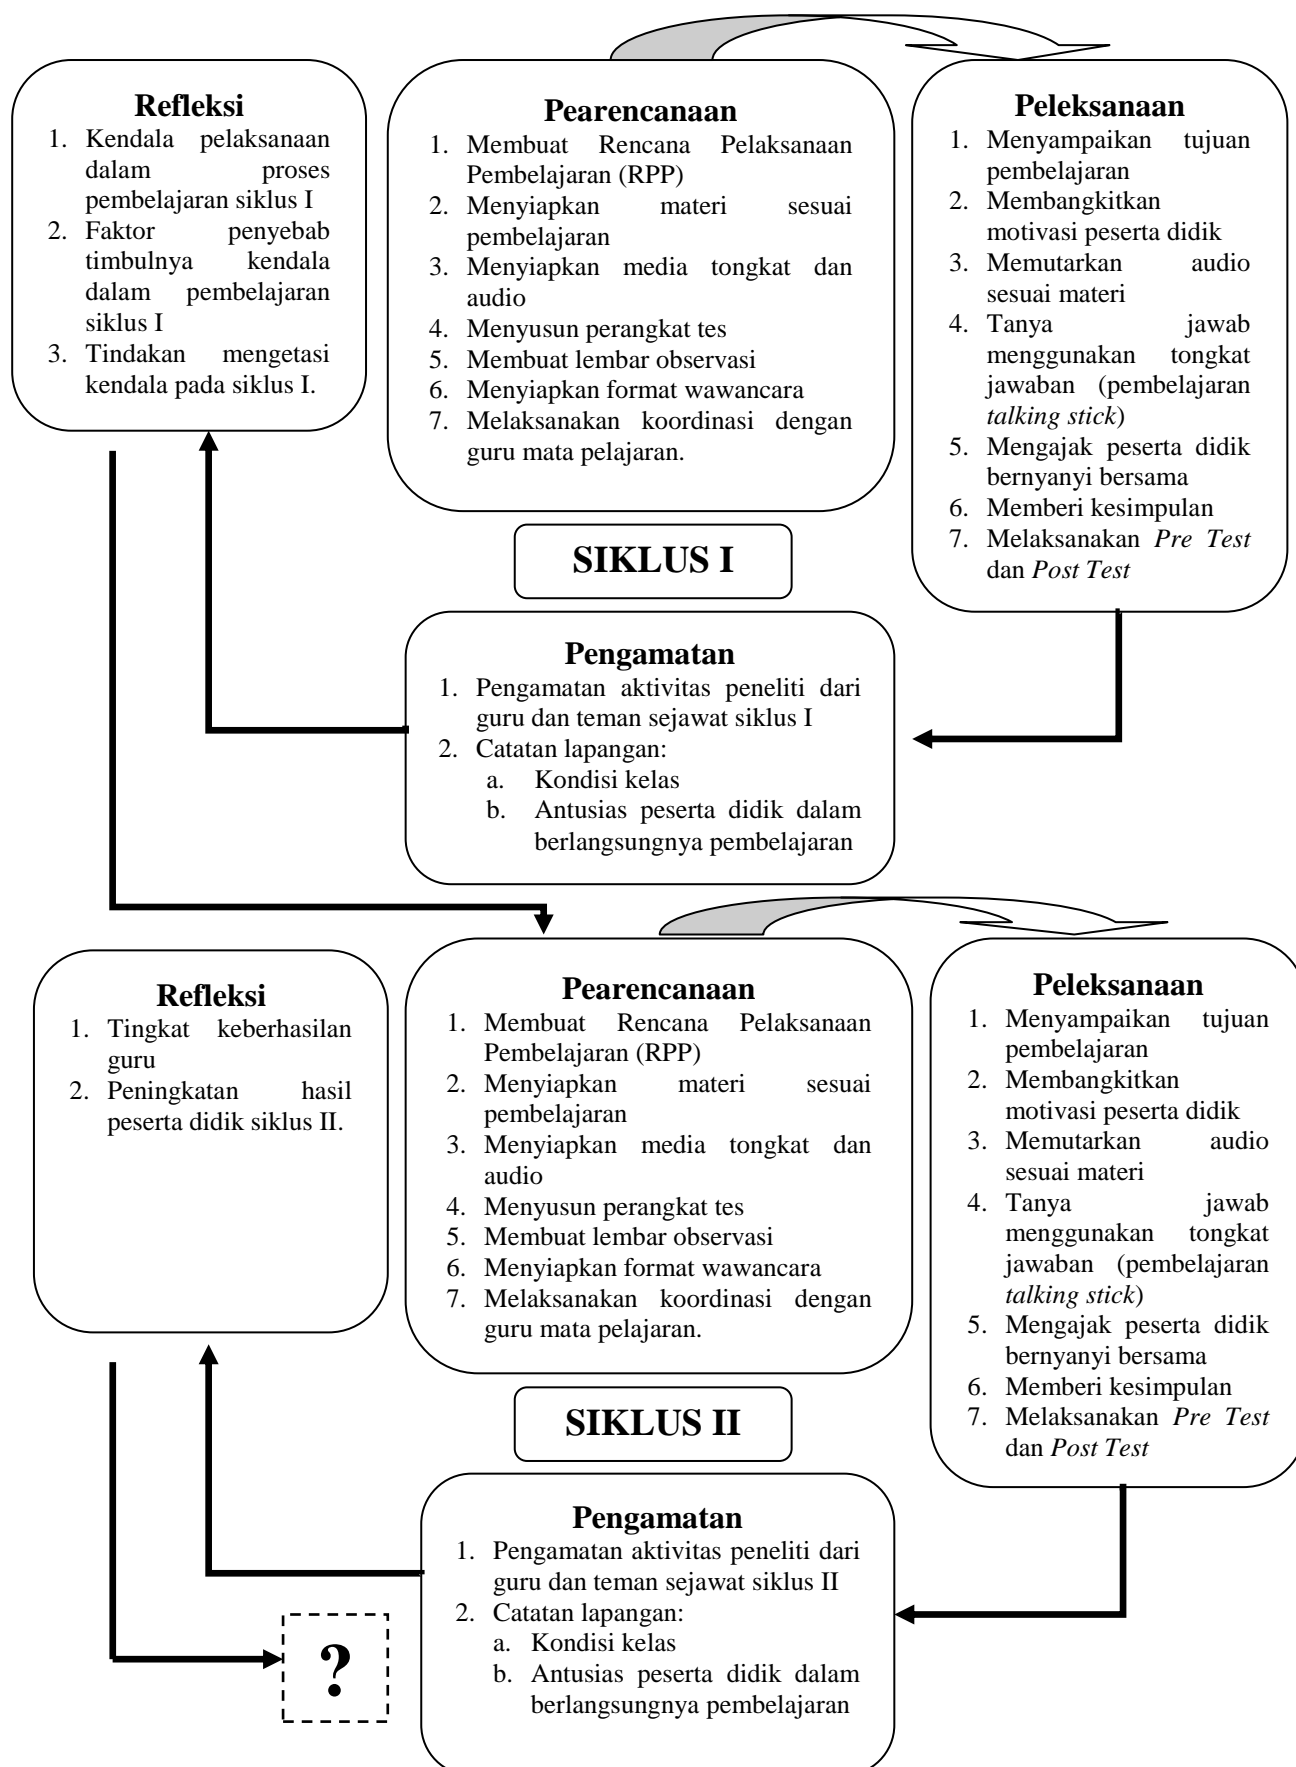 Refleksi
1. Kendala pelaksanaan
dalam proses
pembelajaran siklus I
2. Faktor penyebab
timbulnya kendala
dalam pembelajaran
siklus I
3. Tindakan mengetasi
kendala pada siklus I.
Pearencanaan
1. Membuat Rencana Pelaksanaan
Pembelajaran (RPP)
2. Menyiapkan materi sesuai
pembelajaran
3. Menyiapkan media tongkat dan
audio
4. Menyusun perangkat tes
5. Membuat lembar observasi
6. Menyiapkan format wawancara
7. Melaksanakan koordinasi dengan
guru mata pelajaran.
Peleksanaan
1. Menyampaikan tujuan
pembelajaran
2. Membangkitkan
motivasi peserta didik
3. Memutarkan audio
sesuai materi
4. Tanya jawab
menggunakan tongkat
jawaban (pembelajaran
talking stick)
5. Mengajak peserta didik
bernyanyi bersama
6. Memberi kesimpulan
7. Melaksanakan Pre Test
dan Post Test
SIKLUS I
Pengamatan
1. Pengamatan aktivitas peneliti dari
guru dan teman sejawat siklus I
2. Catatan lapangan:
a. Kondisi kelas
b. Antusias peserta didik dalam
berlangsungnya pembelajaran
Refleksi
1. Tingkat keberhasilan
guru
2. Peningkatan hasil
peserta didik siklus II.
Pearencanaan
1. Membuat Rencana Pelaksanaan
Pembelajaran (RPP)
2. Menyiapkan materi sesuai
pembelajaran
3. Menyiapkan media tongkat dan
audio
4. Menyusun perangkat tes
5. Membuat lembar observasi
6. Menyiapkan format wawancara
7. Melaksanakan koordinasi dengan
guru mata pelajaran.
Peleksanaan
1. Menyampaikan tujuan
pembelajaran
2. Membangkitkan
motivasi peserta didik
3. Memutarkan audio
sesuai materi
4. Tanya jawab
menggunakan tongkat
jawaban (pembelajaran
talking stick)
5. Mengajak peserta didik
bernyanyi bersama
6. Memberi kesimpulan
7. Melaksanakan Pre Test
dan Post Test
SIKLUS II
Pengamatan
1. Pengamatan aktivitas peneliti dari
guru dan teman sejawat siklus II
2. Catatan lapangan:
a. Kondisi kelas
b. Antusias peserta didik dalam
berlangsungnya pembelajaran
?